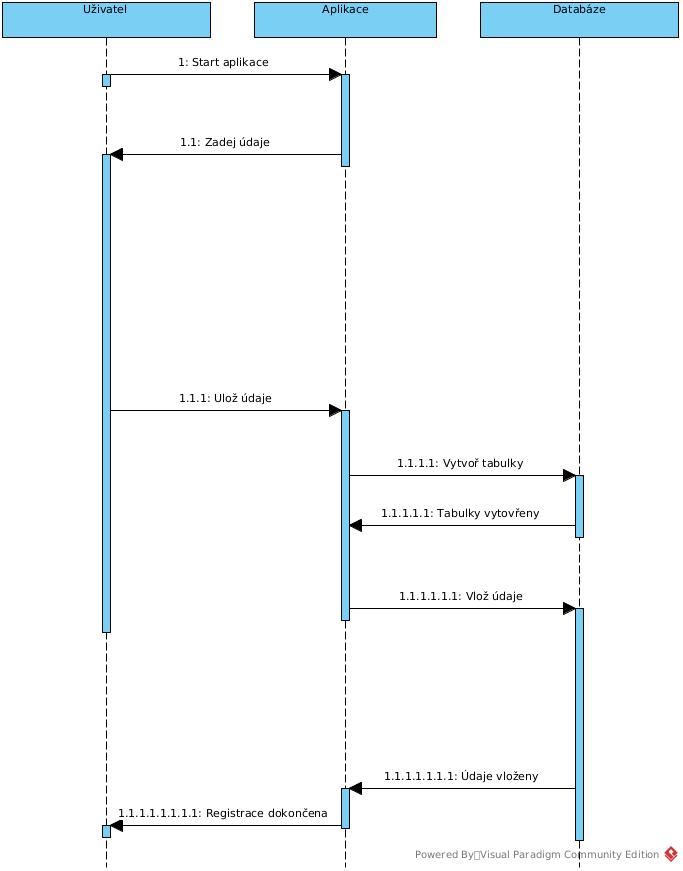 Uživatel
Aplikace
Databáze
1: Start aplikace
1.1: Zadej údaje
1.1.1: Ulož údaje
1.1.1.1: Vytvoř tabulky
1.1.1.1.1: Tabulky vytovřeny
1.1.1.1.1.1: Vlož údaje
1.1.1.1.1.1.1: Údaje vloženy
1.1.1.1.1.1.1.1: Registrace dokončena
Powered By Visual Paradigm Community Edition